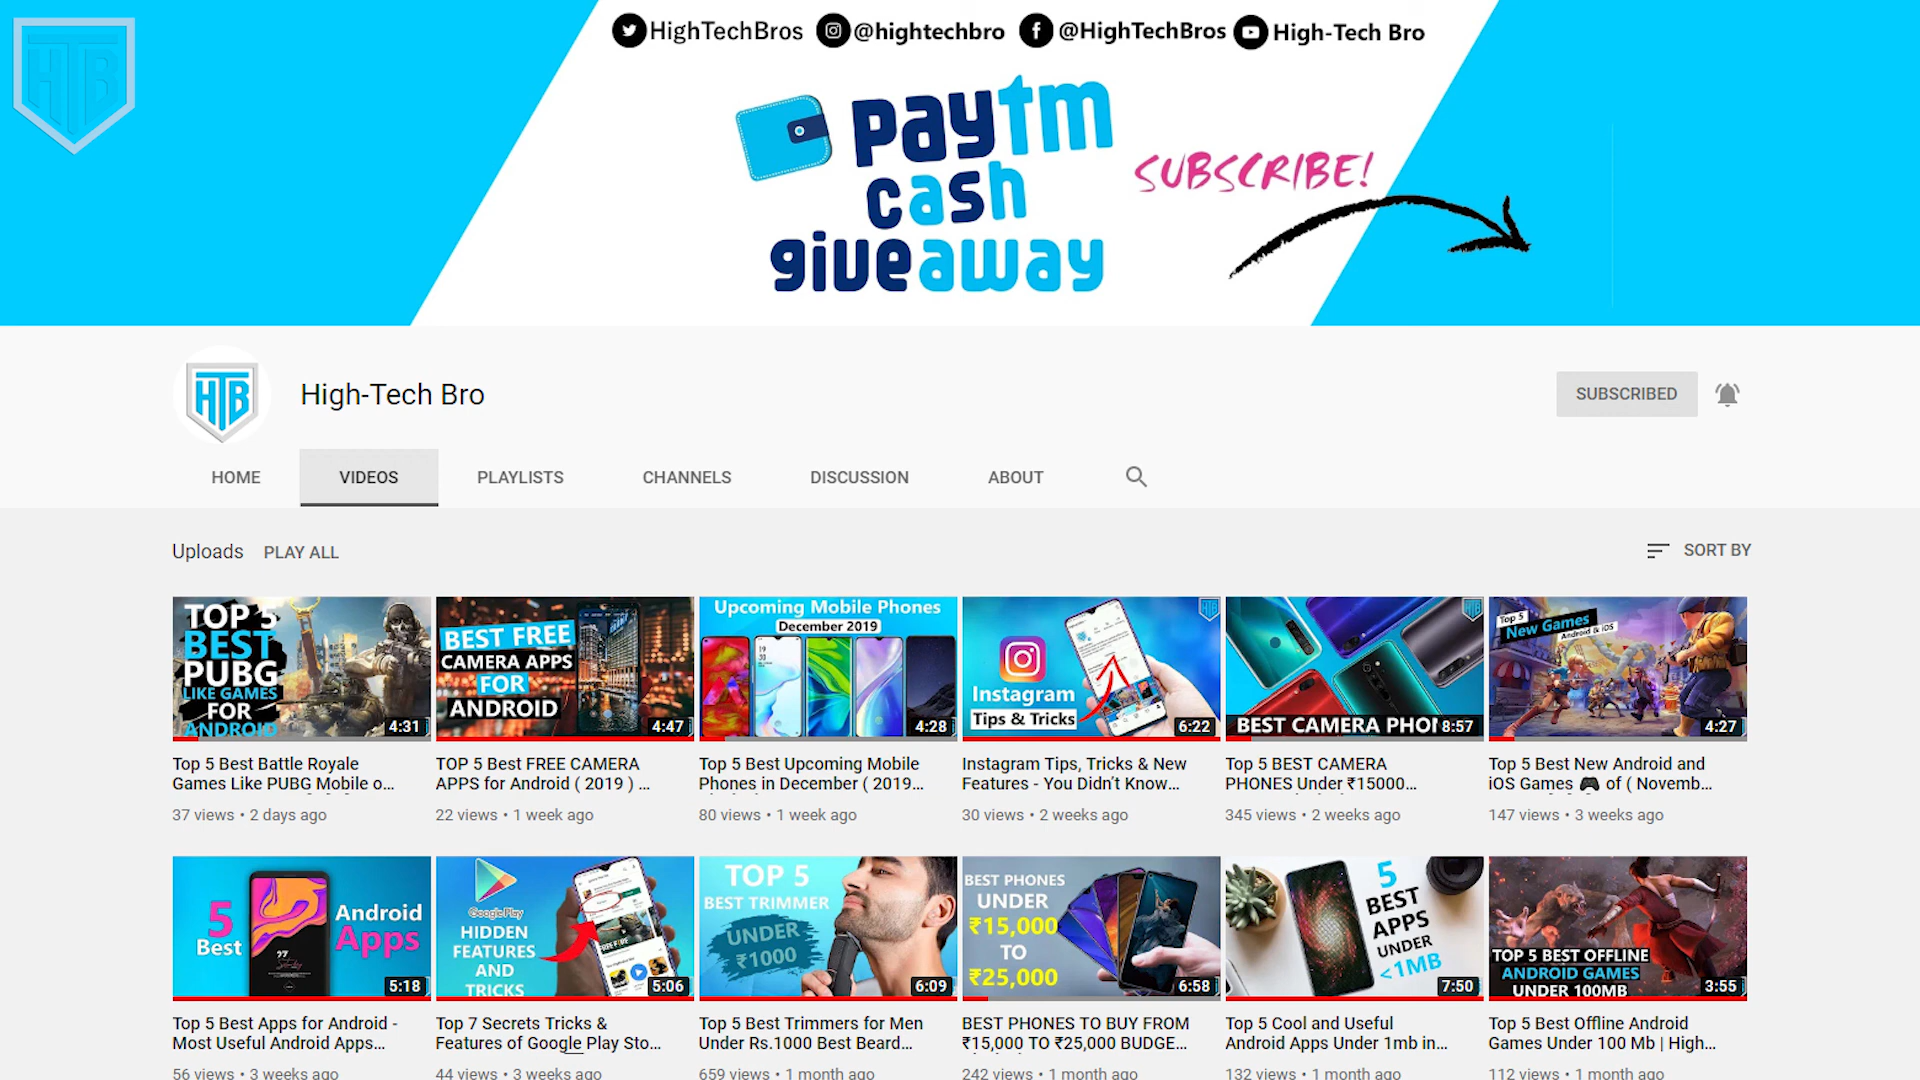 HTB
HighTechBros @hightechbro @HighTechBros High-Tech Bro
paytm
cash
giveaway
SUBSCRIBE!
HTB
High-Tech Bro
SUBSCRIBED
HOME VIDEOS PLAYLISTS CHANNELS DISCUSSION ABOUT
Uploads PLAY ALL
SORT BY
TOP 5
BEST
PUBG
LIKE GAMES
FOR
ANDROID
4:31
BEST FREE
CAMERA APPS
FOR
ANDROID
4:47
Upcoming Mobile Phones
December 2019
4:28
Instagram
Tips & Tricks
6:22
HTB
BEST CAMERA PHON
8:57
HTB
Top 5
New Games
Android & iOS
4:27
Top 5 Best Battle Royale
Games Like PUBG Mobile o...
37 views • 2 days ago
TOP 5 Best FREE CAMERA
APPS for Android ( 2019 ) ...
22 views • 1 week ago
Top 5 Best Upcoming Mobile
Phones in December ( 2019...
80 views • 1 week ago
Instagram Tips, Tricks & New
Features - You Didn't Know...
30 views • 2 weeks ago
Top 5 BEST CAMERA
PHONES Under ₹15000...
345 views • 2 weeks ago
Top 5 Best New Android and
iOS Games 🎮 of ( Novemb...
147 views • 3 weeks ago
5
Best
Android
Apps
5:18
Google Play
HIDDEN
FEATURES
AND
TRICKS
5:06
TOP 5
BEST TRIMMER
UNDER
₹1000
6:09
BEST PHONES
UNDER
₹15,000
TO
₹25,000
6:58
5
BEST
APPS
UNDER
<1MB
7:50
TOP 5 BEST OFFLINE
ANDROID GAMES
UNDER 100MB
3:55
Top 5 Best Apps for Android -
Most Useful Android Apps...
56 views • 3 weeks ago
Top 7 Secrets Tricks &
Features of Google Play Sto...
44 views • 3 weeks ago
Top 5 Best Trimmers for Men
Under Rs.1000 Best Beard...
659 views • 1 month ago
BEST PHONES TO BUY FROM
₹15,000 TO ₹25,000 BUDGE...
242 views • 1 month ago
Top 5 Cool and Useful
Android Apps Under 1mb in...
132 views • 1 month ago
Top 5 Best Offline Android
Games Under 100 Mb | High...
112 views • 1 month ago